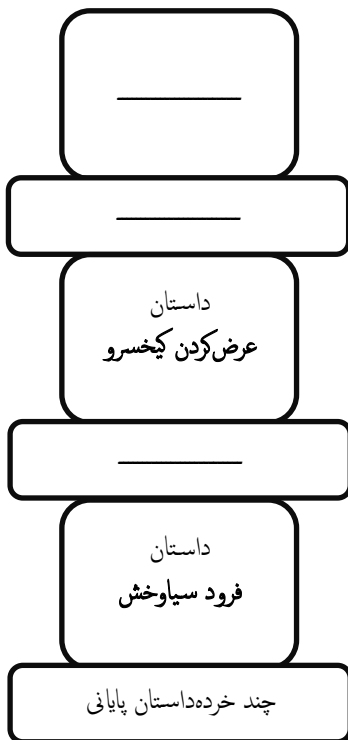 داستان
عرض‌کردن کیخسرو
داستان
فرود سیاوخش
چند خرده‌داستان پایانی